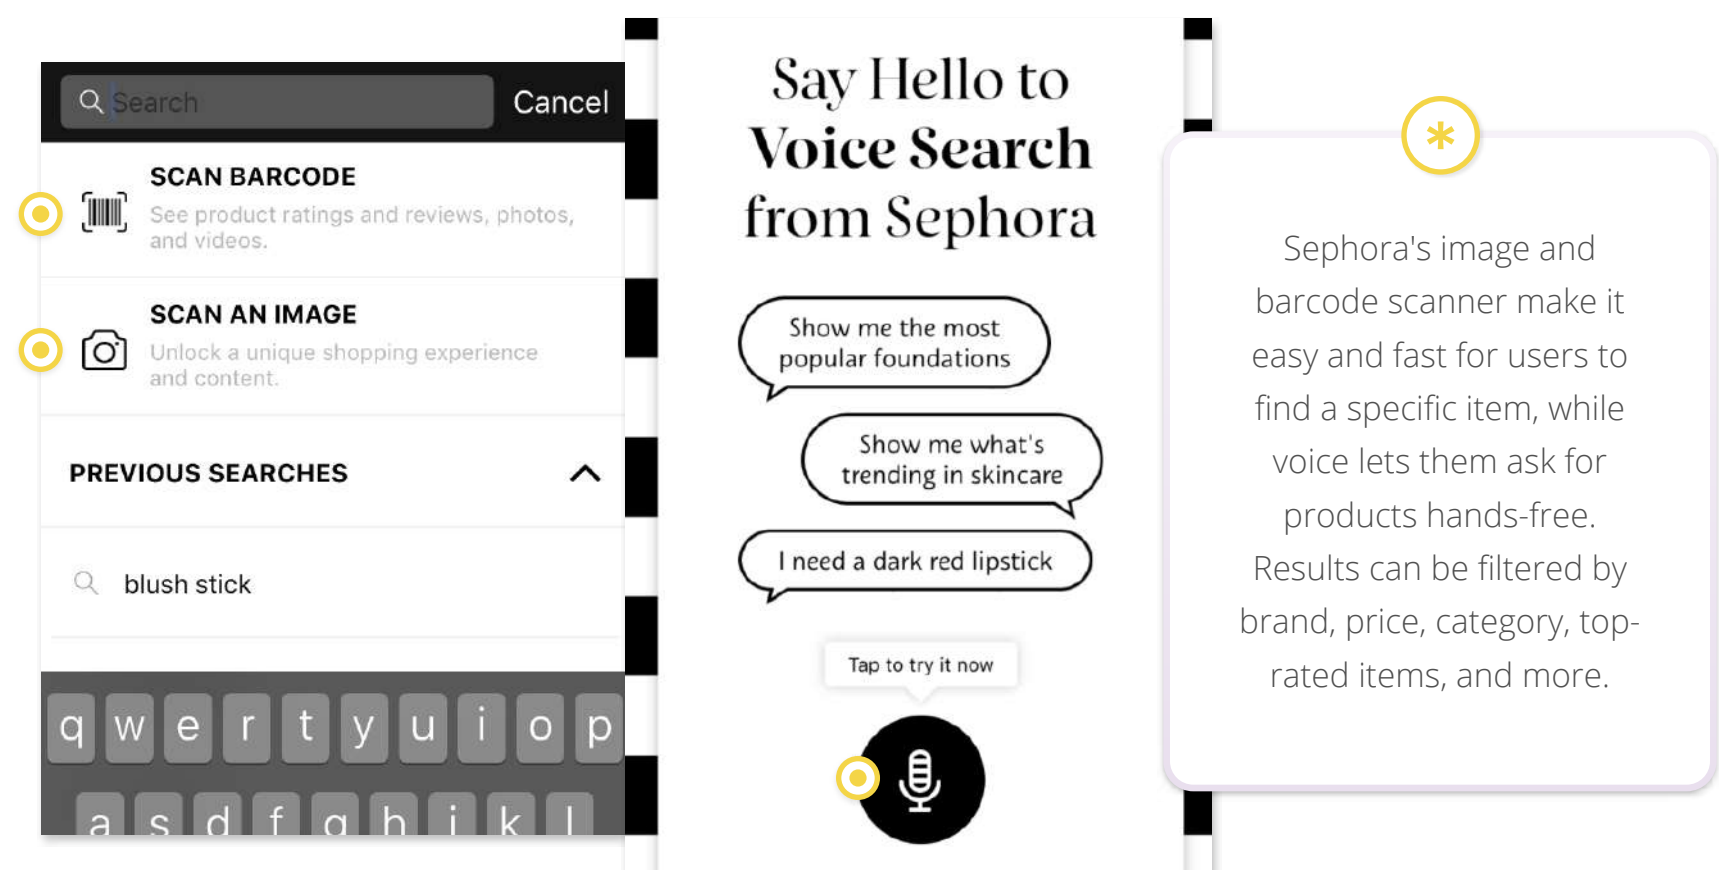 Search
Cancel
SCAN BARCODE
See product ratings and reviews, photos,
and videos.
SCAN AN IMAGE
Unlock a unique shopping experience
and content.
PREVIOUS SEARCHES
blush stick
q w e r t y u i o p
a s d f g h j k l
Say Hello to
Voice Search
from Sephora
Show me the most
popular foundations
Show me what's
trending in skincare
I need a dark red lipstick
Tap to try it now
*
Sephora's image and
barcode scanner make it
easy and fast for users to
find a specific item, while
voice lets them ask for
products hands-free.
Results can be filtered by
brand, price, category, top-
rated items, and more.